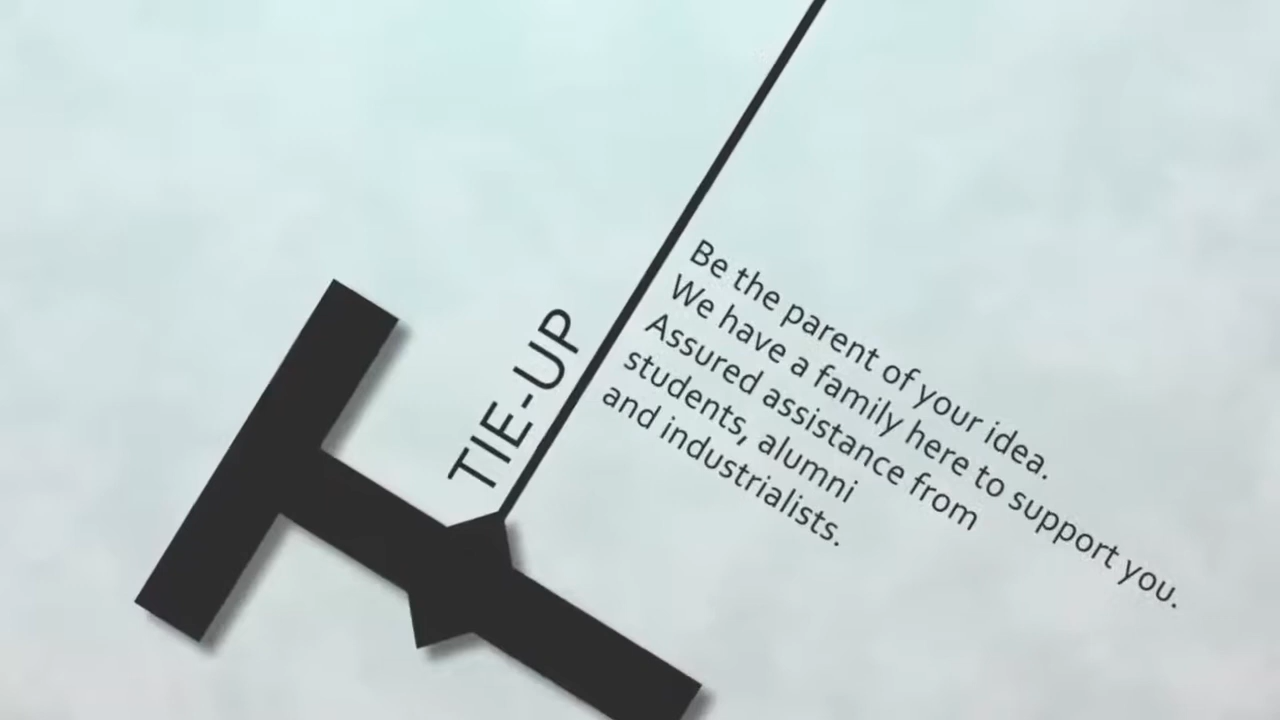 TIE-UP
Be the parent of your idea.
We have a family here to support you.
Assured assistance from
students, alumni
and industrialists.